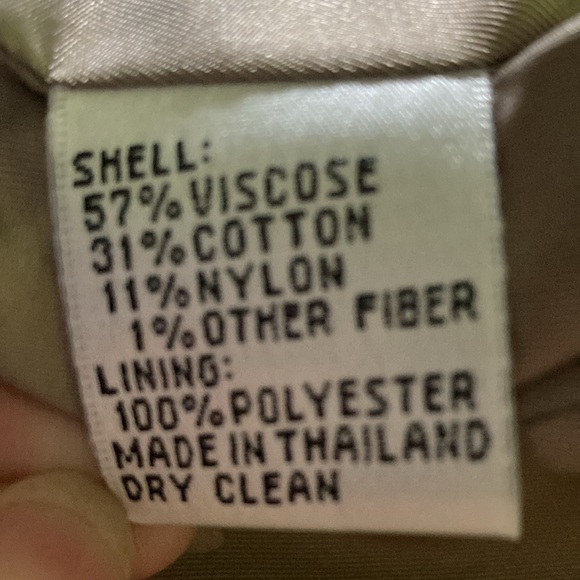 SHELL:
57% VISCOSE
31% COTTON
11% NYLON
1% OTHER FIBER
LINING:
100% POLYESTER
MADE IN THAILAND
DRY CLEAN